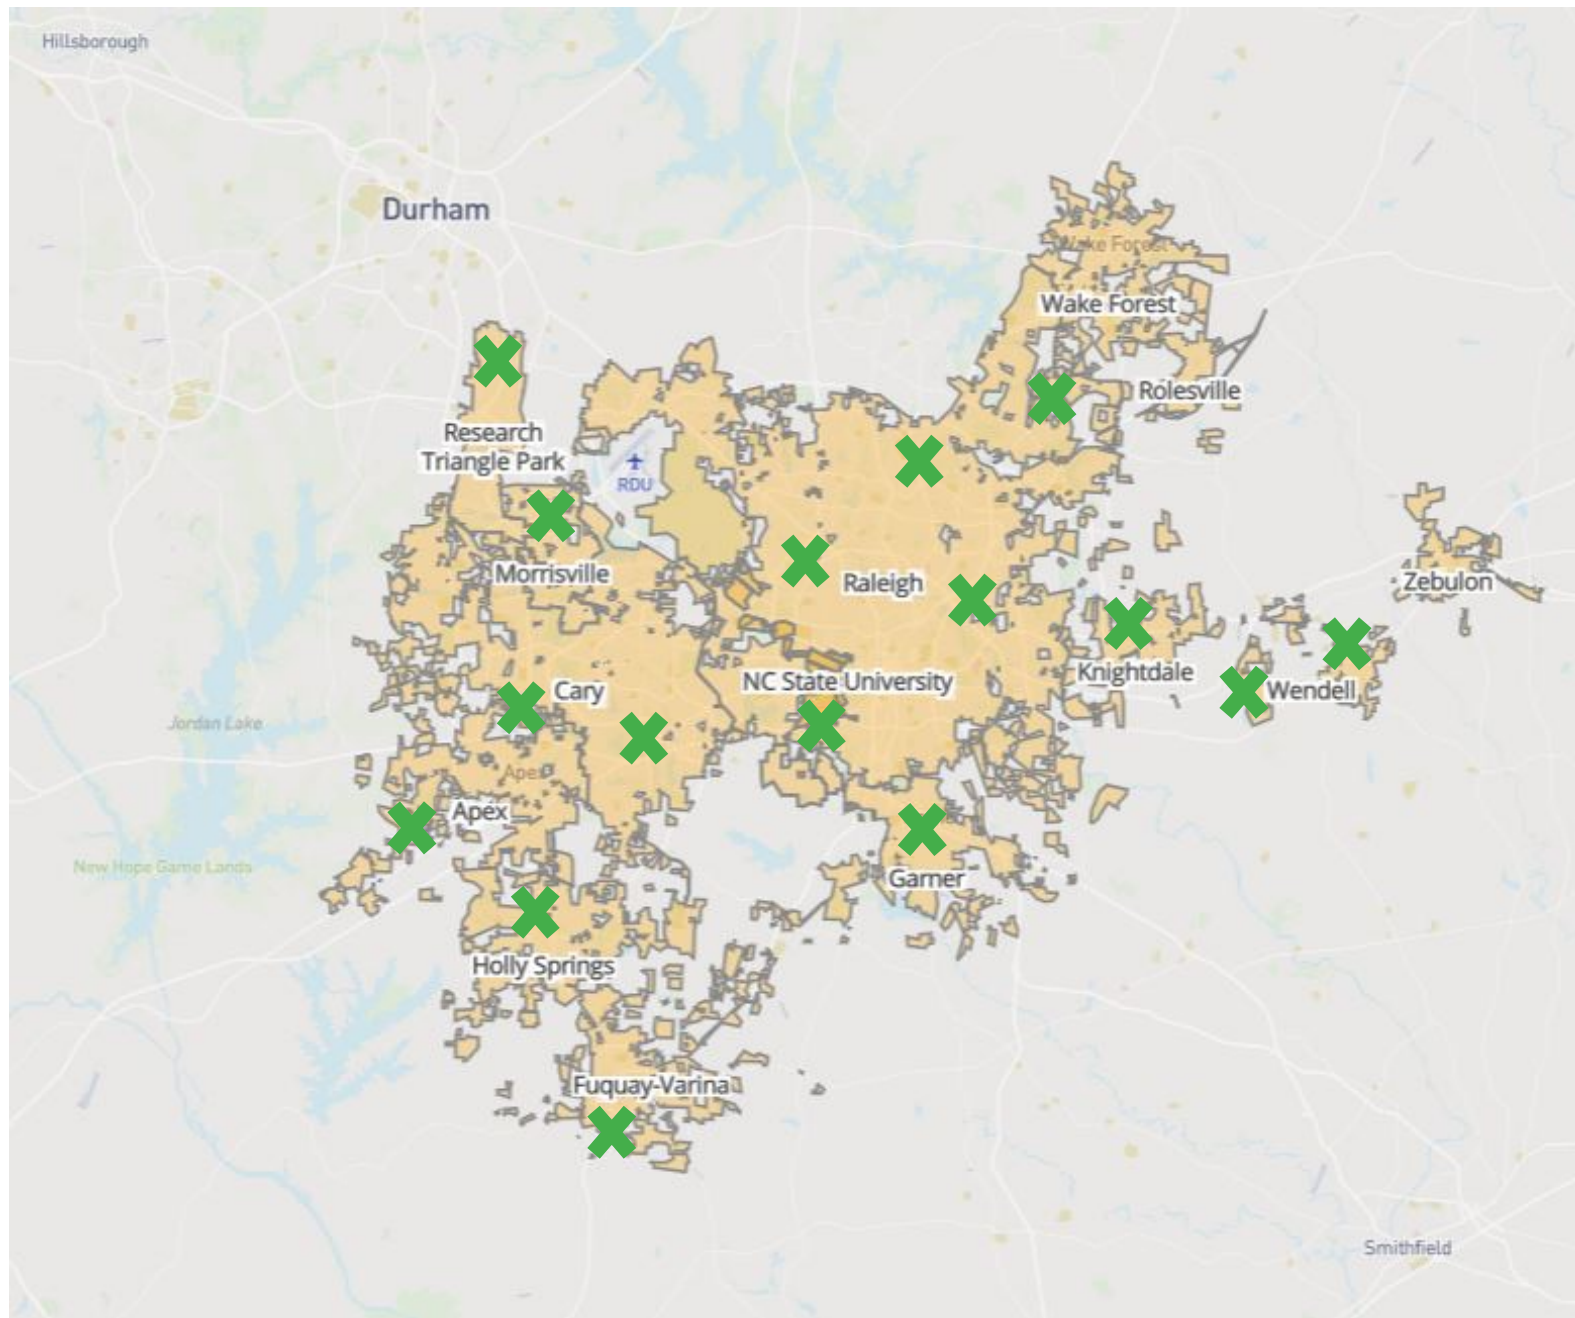 Hillsborough
Durham
Wake Forest
Wake Forest
Rolesville
Research
Triangle Park
RDU
Morrisville
Raleigh
Zebulon
Knightdale
NC State University
Cary
Wendell
Jordan Lake
Apex
Apex
New Hope Game Lands
Garner
Holly Springs
Fuquay-Varina
Smithfield